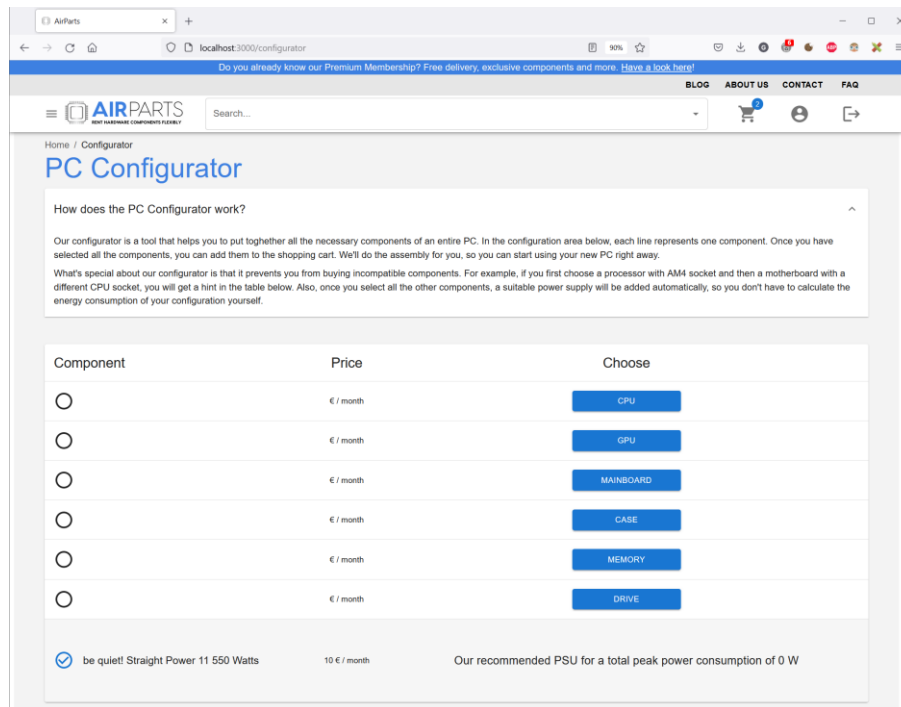 AirParts
localhost:3000/configurator
90%
Do you already know our Premium Membership? Free delivery, exclusive components and more. Have a look here!
BLOG ABOUT US CONTACT FAQ
AIRPARTS
RENT HARDWARE COMPONENTS FLEXIBLY
Search...
2
Home / Configurator
PC Configurator
How does the PC Configurator work?
Our configurator is a tool that helps you to put toghether all the necessary components of an entire PC. In the configuration area below, each line represents one component. Once you have
selected all the components, you can add them to the shopping cart. We'll do the assembly for you, so you can start using your new PC right away.
What's special about our configurator is that it prevents you from buying incompatible components. For example, if you first choose a processor with AM4 socket and then a motherboard with a
different CPU socket, you will get a hint in the table below. Also, once you select all the other components, a suitable power supply will be added automatically, so you don't have to calculate the
energy consumption of your configuration yourself.
Component Price Choose
€ / month CPU
€ / month GPU
€ / month MAINBOARD
€ / month CASE
€ / month MEMORY
€ / month DRIVE
be quiet! Straight Power 11 550 Watts 10 € / month Our recommended PSU for a total peak power consumption of 0 W